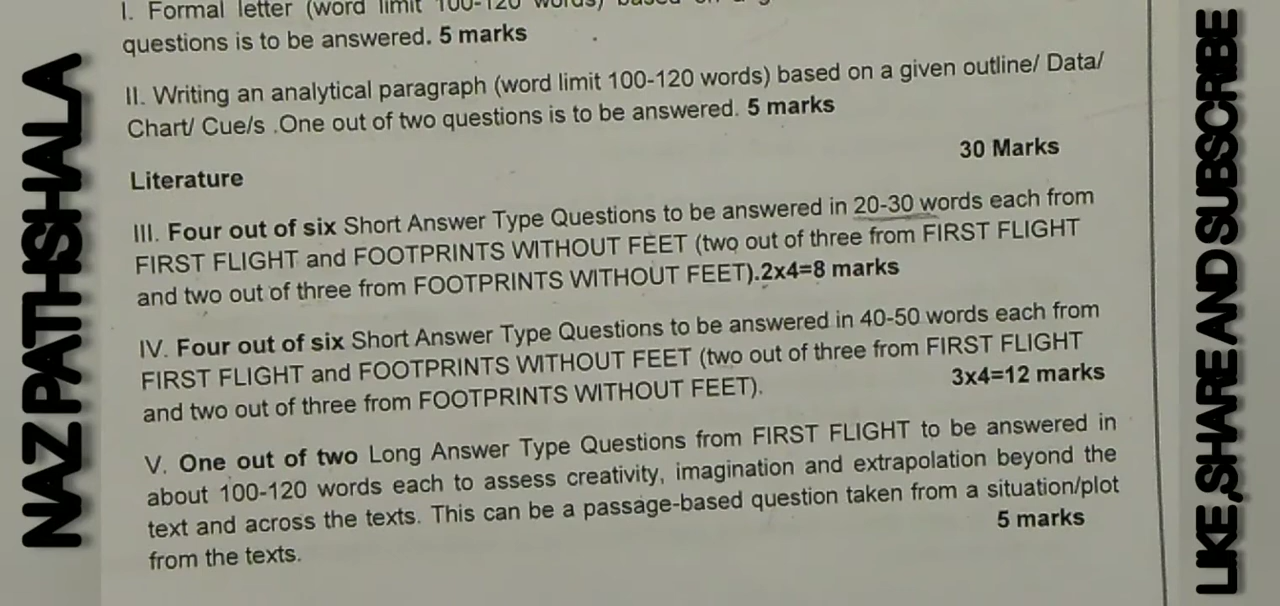 NAZ PATHSHALA
I. Formal letter (word limit 100-120 words) based on a
questions is to be answered. 5 marks
II. Writing an analytical paragraph (word limit 100-120 words) based on a given outline/ Data/
Chart/ Cue/s .One out of two questions is to be answered. 5 marks
30 Marks
Literature
III. Four out of six Short Answer Type Questions to be answered in 20-30 words each from
FIRST FLIGHT and FOOTPRINTS WITHOUT FEET (two out of three from FIRST FLIGHT
and two out of three from FOOTPRINTS WITHOUT FEET).2x4=8 marks
IV. Four out of six Short Answer Type Questions to be answered in 40-50 words each from
FIRST FLIGHT and FOOTPRINTS WITHOUT FEET (two out of three from FIRST FLIGHT
and two out of three from FOOTPRINTS WITHOUT FEET). 3x4=12 marks
V. One out of two Long Answer Type Questions from FIRST FLIGHT to be answered in
about 100-120 words each to assess creativity, imagination and extrapolation beyond the
text and across the texts. This can be a passage-based question taken from a situation/plot
from the texts. 5 marks
LIKE,SHARE AND SUBSCRIBE